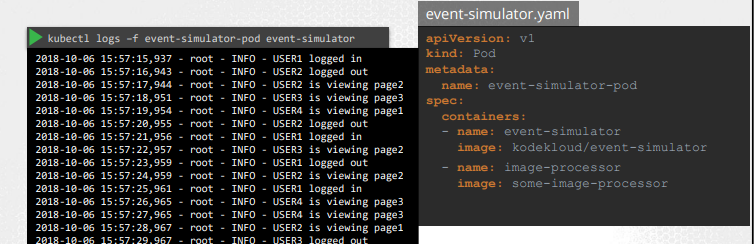 kubectl logs –f event-simulator-pod event-simulator
2018-10-06 15:57:15,937 - root - INFO - USER1 logged in
2018-10-06 15:57:16,943 - root - INFO - USER2 logged out
2018-10-06 15:57:17,944 - root - INFO - USER2 is viewing page2
2018-10-06 15:57:18,951 - root - INFO - USER3 is viewing page3
2018-10-06 15:57:19,954 - root - INFO - USER4 is viewing page1
2018-10-06 15:57:20,955 - root - INFO - USER2 logged out
2018-10-06 15:57:21,956 - root - INFO - USER1 logged in
2018-10-06 15:57:22,957 - root - INFO - USER3 is viewing page2
2018-10-06 15:57:23,959 - root - INFO - USER1 logged out
2018-10-06 15:57:24,959 - root - INFO - USER2 is viewing page2
2018-10-06 15:57:25,961 - root - INFO - USER1 logged in
2018-10-06 15:57:26,965 - root - INFO - USER4 is viewing page3
2018-10-06 15:57:27,965 - root - INFO - USER4 is viewing page3
2018-10-06 15:57:28,967 - root - INFO - USER2 is viewing page1
2018-10-06 15:57:29,967 - root - INFO - USER3 logged out
event-simulator.yaml
apiVersion: v1
kind: Pod
metadata:
  name: event-simulator-pod
spec:
  containers:
  - name: event-simulator
    image: kodekloud/event-simulator
  - name: image-processor
    image: some-image-processor